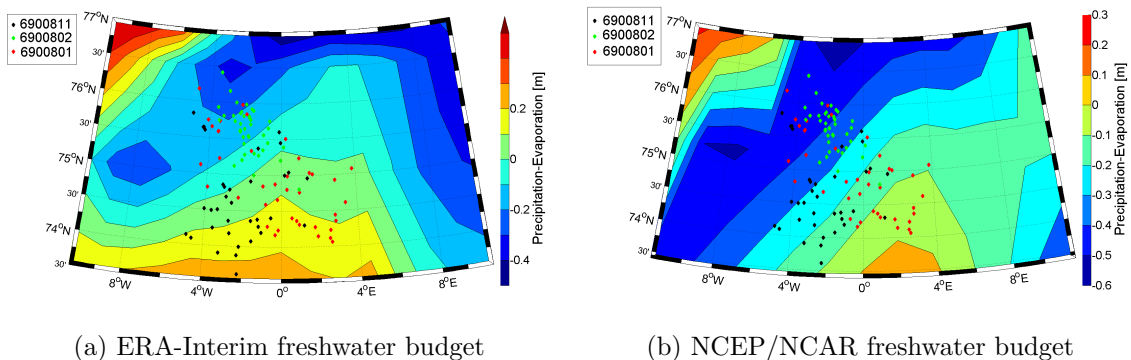 6900811
6900802
6900801
77°N
30'
76°N
30'
75°N
30'
74°N
30'
8°W
4°W
0°
4°E
8°E
0.2
0
-0.2
-0.4
Precipitation-Evaporation [m]
(a) ERA-Interim freshwater budget
6900811
6900802
6900801
77°N
30'
76°N
30'
75°N
30'
74°N
30'
8°W
4°W
0°
4°E
8°E
0.3
0.2
0.1
0
-0.1
-0.2
-0.3
-0.4
-0.5
-0.6
Precipitation-Evaporation [m]
(b) NCEP/NCAR freshwater budget